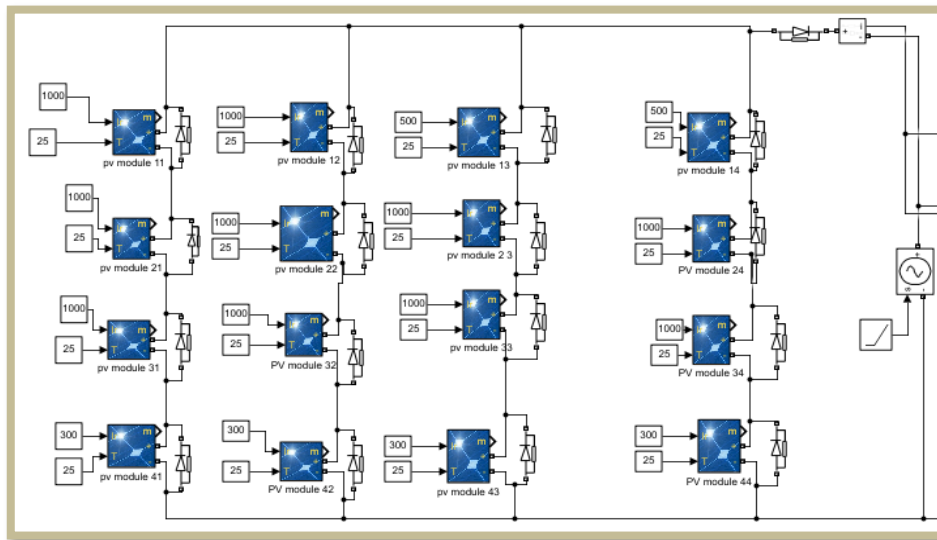 1000
m
+
-
25
T
pv module 11
1000
m
+
-
25
T
pv module 12
500
m
+
-
25
T
pv module 13
500
m
+
-
25
T
pv module 14
+
-
1000
m
+
-
25
T
pv module 21
1000
m
+
-
25
T
pv module 22
1000
m
+
-
25
T
pv module 2 3
1000
m
+
-
25
T
PV module 24
1000
m
+
-
25
T
pv module 31
1000
m
+
-
25
T
PV module 32
1000
m
+
-
25
T
pv module 33
1000
m
+
-
25
T
PV module 34
+
-
s
300
m
+
-
25
T
pv module 41
300
m
+
-
25
T
PV module 42
300
m
+
-
25
T
pv module 43
300
m
+
-
25
T
PV module 44